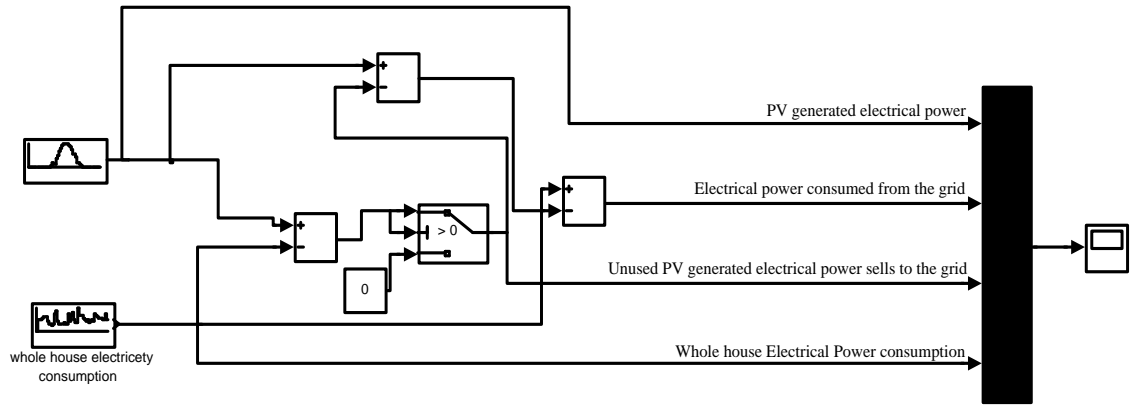 +
−
PV generated electrical power
+
−
Electrical power consumed from the grid
+
−
> 0
Unused PV generated electrical power sells to the grid
0
whole house electricety
consumption
Whole house Electrical Power consumption